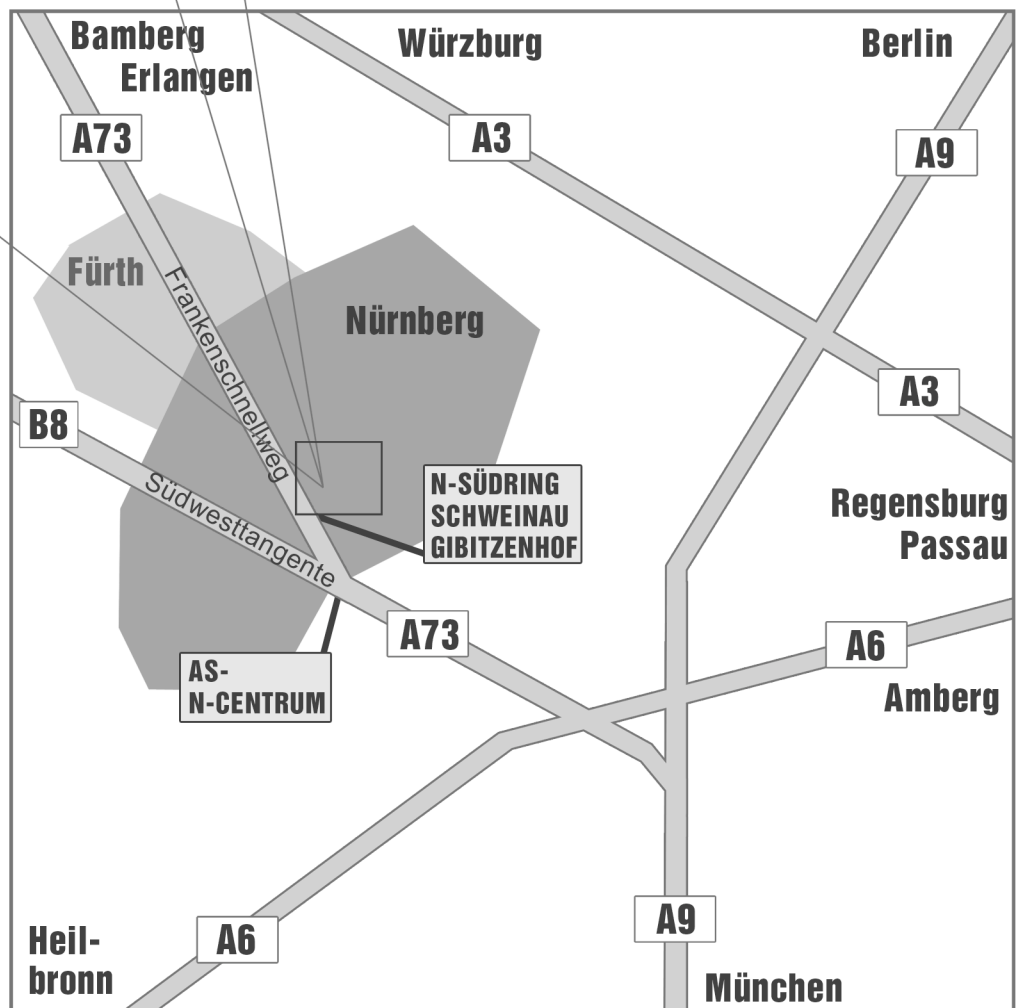 Bamberg
Erlangen
Würzburg
Berlin
A73
A3
A9
Fürth
Frankenschnellweg
Nürnberg
A3
B8
Südwesttangente
N-SÜDRING
SCHWEINAU
GIBITZENHOF
Regensburg
Passau
A73
A6
AS-
N-CENTRUM
Amberg
A6
A9
Heil-
bronn
München